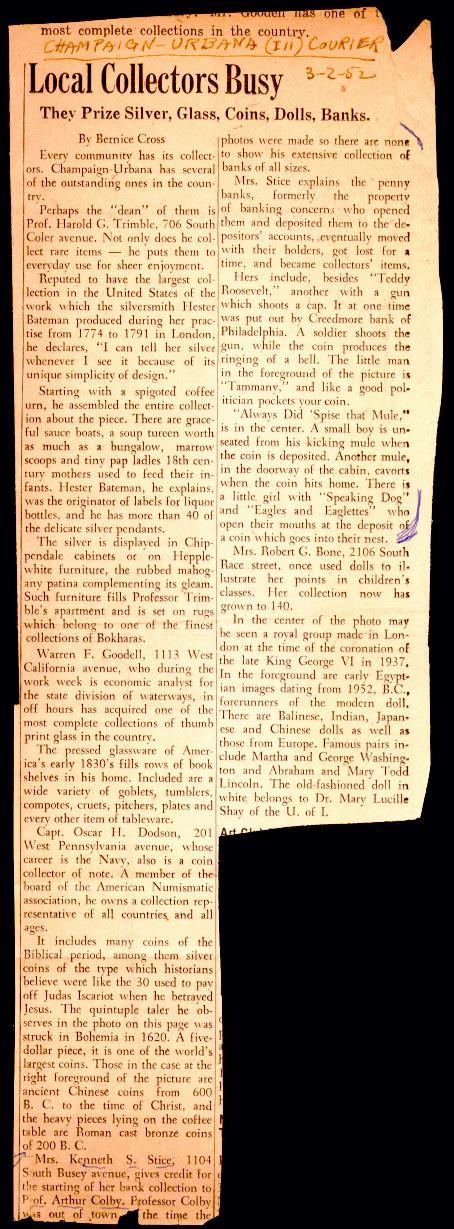 Mr. Goodell has one of
most complete collections in the country.
CHAMPAIGN-URBANA (Ill) COURIER
3-2-52
Local Collectors Busy
They Prize Silver, Glass, Coins, Dolls, Banks.
By Bernice Cross
Every community has its collect-
ors. Champaign-Urbana has several
of the outstanding ones in the coun-
try.
Perhaps the "dean" of them is
Prof. Harold G. Trimble, 706 South
Coler avenue. Not only does he col-
lect rare items — he puts them to
everyday use for sheer enjoyment.
Reputed to have the largest col-
lection in the United States of the
work which the silversmith Hester
Bateman produced during her prac-
tise from 1774 to 1791 in London,
he declares, "I can tell her silver
whenever I see it because of its
unique simplicity of design."
Starting with a spigoted coffee
urn, he assembled the entire collect-
ion about the piece. There are grace-
ful sauce boats, a soup tureen worth
as much as a bungalow, marrow
scoops and tiny pap ladles 18th cen-
tury mothers used to feed their in-
fants. Hester Bateman, he explains,
was the originator of labels for liquor
bottles, and he has more than 40 of
the delicate silver pendants.
The silver is displayed in Chip-
pendale cabinets or on Hepple-
white furniture, the rubbed mahog-
any patina complementing its gleam.
Such furniture fills Professor Trim-
ble's apartment and is set on rugs
which belong to one of the finest
collections of Bokharas.
Warren F. Goodell, 1113 West
California avenue, who during the
work week is economic analyst for
the state division of waterways, in
off hours has acquired one of the
most complete collections of thumb
print glass in the country.
The pressed glassware of Amer-
ica's early 1830's fills rows of book
shelves in his home. Included are a
wide variety of goblets, tumblers,
compotes, cruets, pitchers, plates and
every other item of tableware.
Capt. Oscar H. Dodson, 201
West Pennsylvania avenue, whose
career is the Navy, also is a coin
collector of note. A member of the
board of the American Numismatic
association, he owns a collection rep-
resentative of all countries and all
ages.
It includes many coins of the
Biblical period, among them silver
coins of the type which historians
believe were like the 30 used to pay
off Judas Iscariot when he betrayed
Jesus. The quintuple taler he ob-
serves in the photo on this page was
struck in Bohemia in 1620. A five-
dollar piece, it is one of the world's
largest coins. Those in the case at the
right foreground of the picture are
ancient Chinese coins from 600
B. C. to the time of Christ, and
the heavy pieces lying on the coffee
table are Roman cast bronze coins
of 200 B. C.
Mrs. Kenneth S. Stice, 1104
South Busey avenue, gives credit for
the starting of her bank collection to
Prof. Arthur Colby. Professor Colby
was out of town the time the
photos were made so there are none
to show his extensive collection of
banks of all sizes.
Mrs. Stice explains the penny
banks, formerly the property
of banking concerns who opened
them and deposited them to the de-
positors' accounts, eventually moved
with their holders, got lost for a
time, and became collectors' items.
Hers include, besides "Teddy
Roosevelt," another with a gun
which shoots a cap. It at one time
was put out by Creedmore bank of
Philadelphia. A soldier shoots the
gun, while the coin produces the
ringing of a bell. The little man
in the foreground of the picture is
"Tammany," and like a good pol-
itician pockets your coin.
"Always Did 'Spise that Mule,"
is in the center. A small boy is un-
seated from his kicking mule when
the coin is deposited. Another mule,
in the doorway of the cabin, cavorts
when the coin hits home. There is
a little girl with "Speaking Dog"
and "Eagles and Eaglettes" who
open their mouths at the deposit of
a coin which goes into their nest.
Mrs. Robert G. Bone, 2106 South
Race street, once used dolls to il-
lustrate her points in children's
classes. Her collection now has
grown to 140.
In the center of the photo may
be seen a royal group made in Lon-
don at the time of the coronation of
the late King George VI in 1937.
In the foreground are early Egypt-
ian images dating from 1952, B.C.,
forerunners of the modern doll.
There are Balinese, Indian, Japan-
ese and Chinese dolls as well as
those from Europe. Famous pairs in-
clude Martha and George Washing-
ton and Abraham and Mary Todd
Lincoln. The old-fashioned doll in
white belongs to Dr. Mary Lucille
Shay of the U. of I.